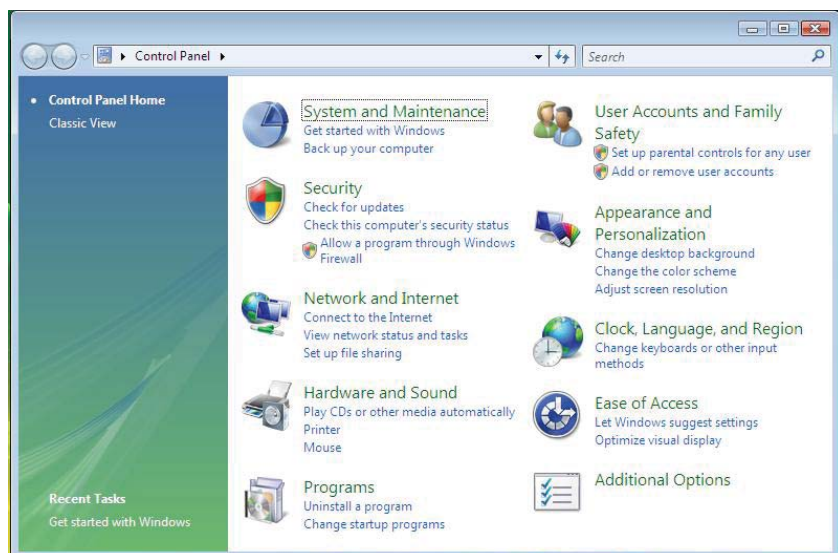 Control Panel
Search
Control Panel Home
Classic View
Recent Tasks
Get started with Windows
System and Maintenance
Get started with Windows
Back up your computer
Security
Check for updates
Check this computer's security status
Allow a program through Windows
Firewall
Network and Internet
Connect to the Internet
View network status and tasks
Set up file sharing
Hardware and Sound
Play CDs or other media automatically
Printer
Mouse
Programs
Uninstall a program
Change startup programs
User Accounts and Family
Safety
Set up parental controls for any user
Add or remove user accounts
Appearance and
Personalization
Change desktop background
Change the color scheme
Adjust screen resolution
Clock, Language, and Region
Change keyboards or other input
methods
Ease of Access
Let Windows suggest settings
Optimize visual display
Additional Options